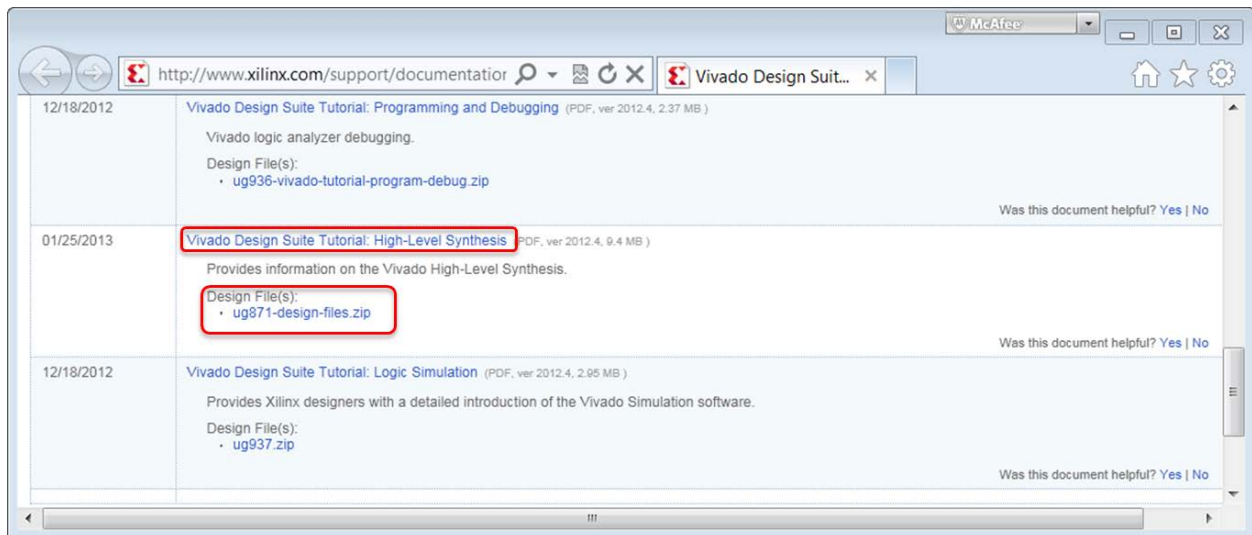 McAfee
http://www.xilinx.com/support/documentation
Vivado Design Suit...
12/18/2012
Vivado Design Suite Tutorial: Programming and Debugging (PDF, ver 2012.4, 2.37 MB )
Vivado logic analyzer debugging.
Design File(s):
• ug936-vivado-tutorial-program-debug.zip
Was this document helpful? Yes | No
01/25/2013
Vivado Design Suite Tutorial: High-Level Synthesis (PDF, ver 2012.4, 9.4 MB )
Provides information on the Vivado High-Level Synthesis.
Design File(s):
• ug871-design-files.zip
Was this document helpful? Yes | No
12/18/2012
Vivado Design Suite Tutorial: Logic Simulation (PDF, ver 2012.4, 2.95 MB )
Provides Xilinx designers with a detailed introduction of the Vivado Simulation software.
Design File(s):
• ug937.zip
Was this document helpful? Yes | No